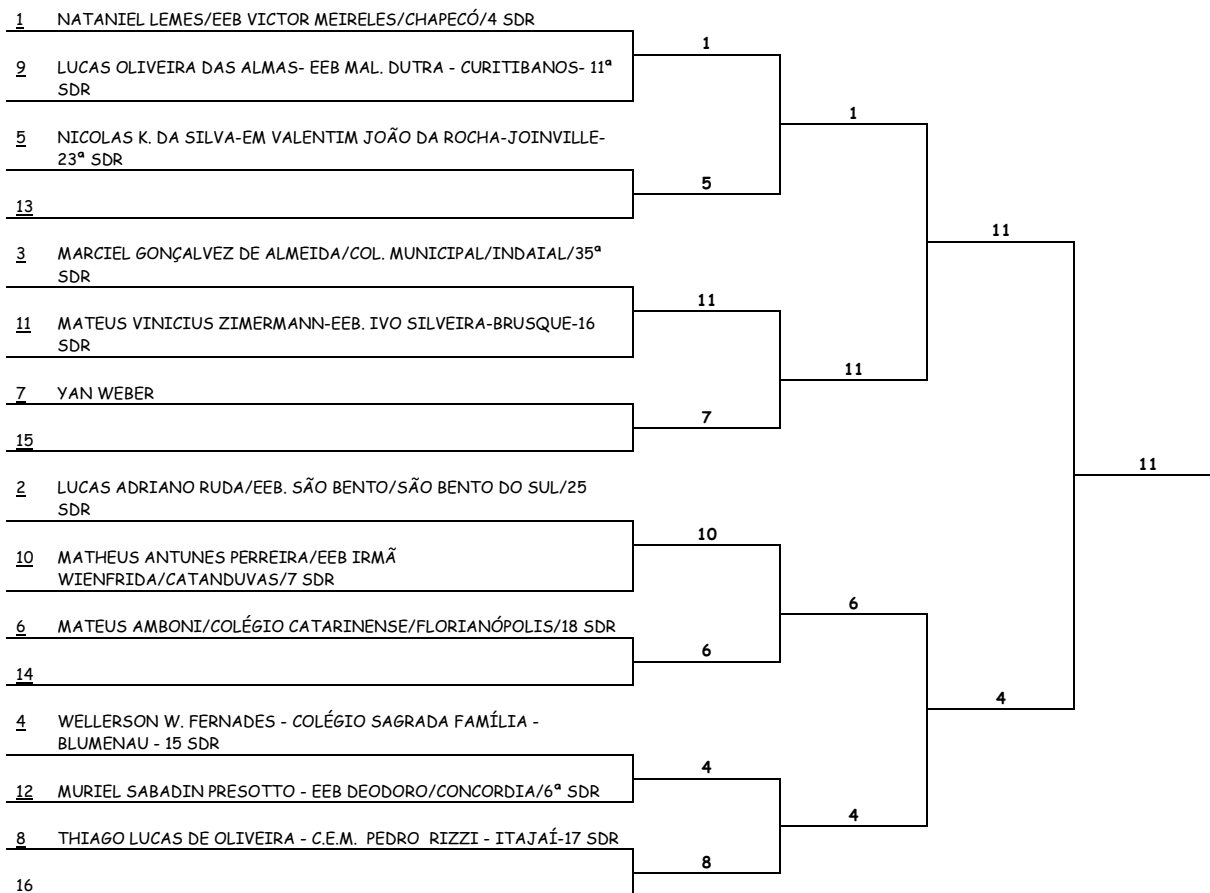 1 NATANIEL LEMES/EEB VICTOR MEIRELES/CHAPECÓ/4 SDR
1
9 LUCAS OLIVEIRA DAS ALMAS- EEB MAL. DUTRA - CURITIBANOS- 11ª
SDR
1
5 NICOLAS K. DA SILVA-EM VALENTIM JOÃO DA ROCHA-JOINVILLE-
23ª SDR
5
13
11
3 MARCIEL GONÇALVEZ DE ALMEIDA/COL. MUNICIPAL/INDAIAL/35ª
SDR
11
11 MATEUS VINICIUS ZIMERMANN-EEB. IVO SILVEIRA-BRUSQUE-16
SDR
11
7 YAN WEBER
7
15
11
2 LUCAS ADRIANO RUDA/EEB. SÃO BENTO/SÃO BENTO DO SUL/25
SDR
10
10 MATHEUS ANTUNES PERREIRA/EEB IRMÃ
WIENFRIDA/CATANDUVAS/7 SDR
6
6 MATEUS AMBONI/COLÉGIO CATARINENSE/FLORIANÓPOLIS/18 SDR
6
14
4
4 WELLERSON W. FERNADES - COLÉGIO SAGRADA FAMÍLIA -
BLUMENAU - 15 SDR
4
12 MURIEL SABADIN PRESOTTO - EEB DEODORO/CONCORDIA/6ª SDR
4
8 THIAGO LUCAS DE OLIVEIRA - C.E.M. PEDRO RIZZI - ITAJAÍ-17 SDR
8
16